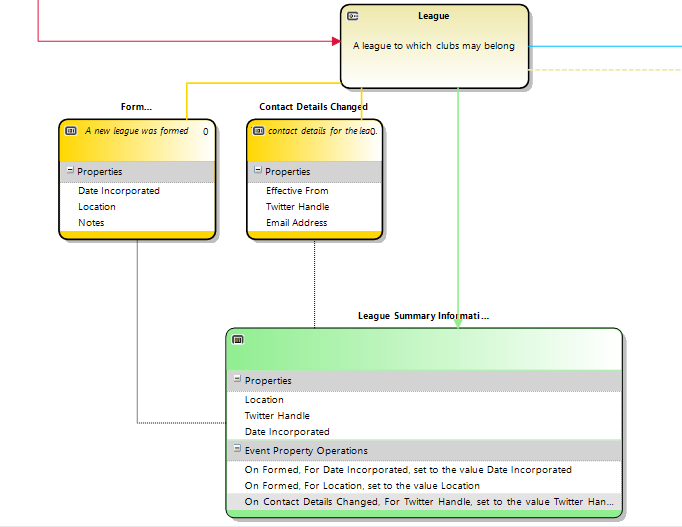 League
A league to which clubs may belong
Form...
Contact Details Changed
A new league was formed 0
contact details for the lea 0.
Properties
Properties
Date Incorporated
Effective From
Location
Twitter Handle
Notes
Email Address
League Summary Informati...
Properties
Location
Twitter Handle
Date Incorporated
Event Property Operations
On Formed, For Date Incorporated, set to the value Date Incorporated
On Formed, For Location, set to the value Location
On Contact Details Changed, For Twitter Handle, set to the value Twitter Han...